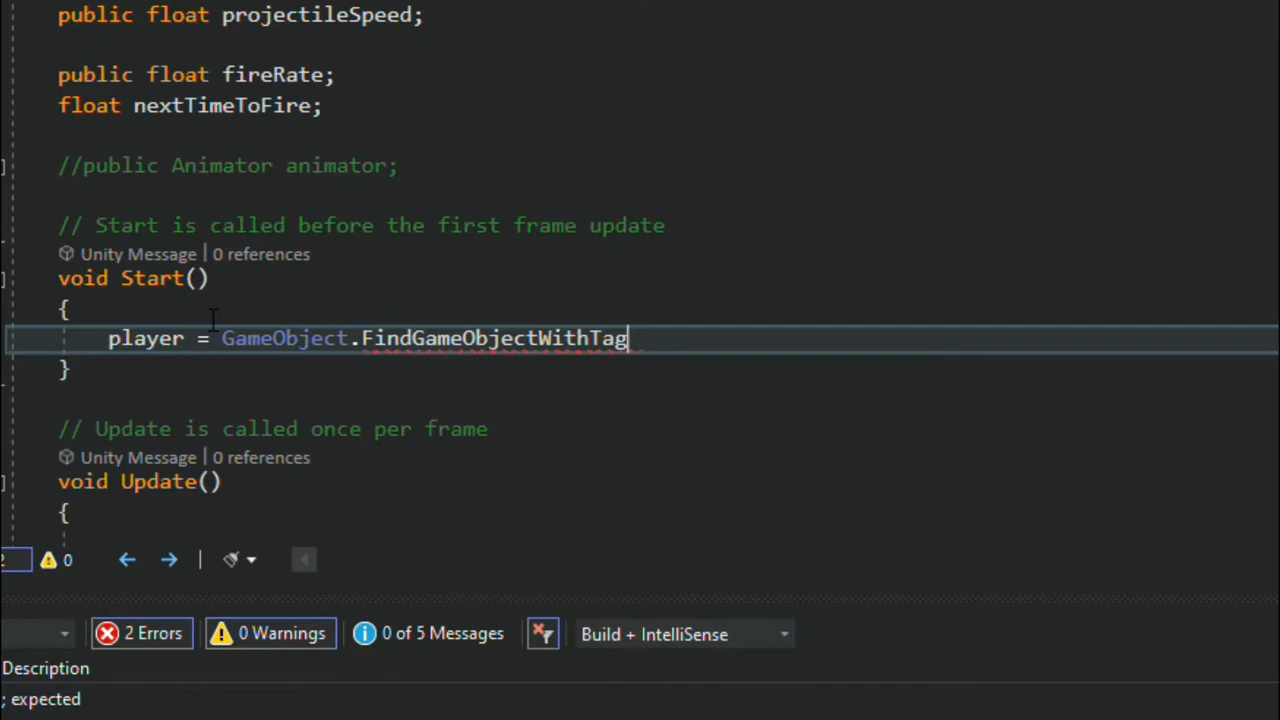 public float projectileSpeed;
public float fireRate;
float nextTimeToFire;
//public Animator animator;
// Start is called before the first frame update
Unity Message | 0 references
void Start()
{
player = GameObject.FindGameObjectWithTag
}
// Update is called once per frame
Unity Message | 0 references
void Update()
{
2 0
2 Errors 0 Warnings 0 of 5 Messages Build + IntelliSense
Description
; expected